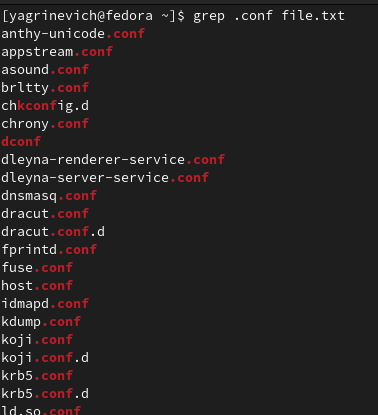 [yagrinevich@fedora ~]$ grep .conf file.txt
anthy-unicode.conf
appstream.conf
asound.conf
brltty.conf
chkconfig.d
chrony.conf
dconf
dleyna-renderer-service.conf
dleyna-server-service.conf
dnsmasq.conf
dracut.conf
dracut.conf.d
fprintd.conf
fuse.conf
host.conf
idmapd.conf
kdump.conf
koji.conf
koji.conf.d
krb5.conf
krb5.conf.d
ld.so.conf